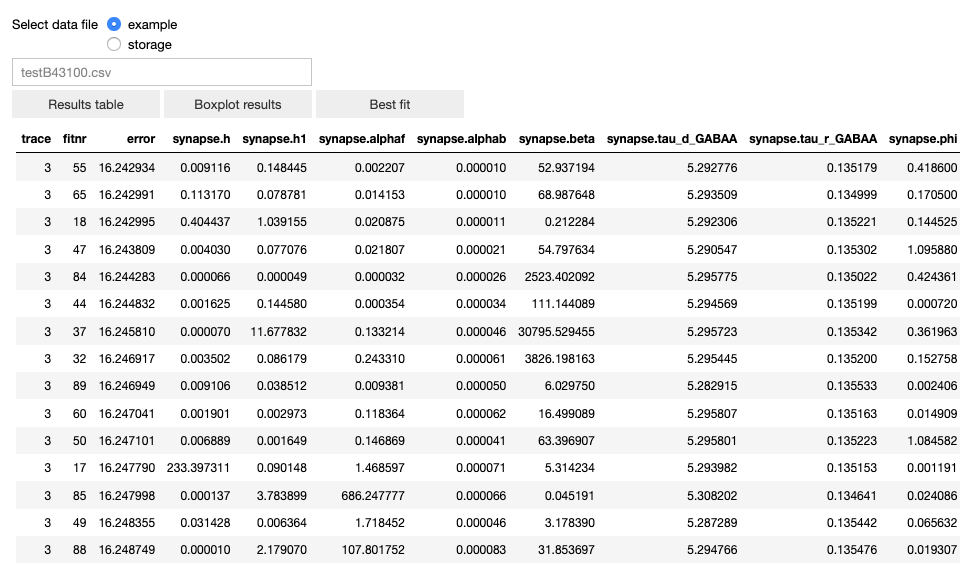 Select data file example
storage
testB43100.csv
Results table Boxplot results Best fit
trace fitnr error synapse.h synapse.h1 synapse.alphaf synapse.alphab synapse.beta synapse.tau_d_GABAA synapse.tau_r_GABAA synapse.phi
3 55 16.242934 0.009116 0.148445 0.002207 0.000010 52.937194 5.292776 0.135179 0.418600
3 65 16.242991 0.113170 0.078781 0.014153 0.000010 68.987648 5.293509 0.134999 0.170500
3 18 16.242995 0.404437 1.039155 0.020875 0.000011 0.212284 5.292306 0.135221 0.144525
3 47 16.243809 0.004030 0.077076 0.021807 0.000021 54.797634 5.290547 0.135302 1.095880
3 84 16.244283 0.000066 0.000049 0.000032 0.000026 2523.402092 5.295775 0.135022 0.424361
3 44 16.244832 0.001625 0.144580 0.000354 0.000034 111.144089 5.294569 0.135199 0.000720
3 37 16.245810 0.000070 11.677832 0.133214 0.000046 30795.529455 5.295723 0.135342 0.361963
3 32 16.246917 0.003502 0.086179 0.243310 0.000061 3826.198163 5.295445 0.135200 0.152758
3 89 16.246949 0.009106 0.038512 0.009381 0.000050 6.029750 5.282915 0.135533 0.002406
3 60 16.247041 0.001901 0.002973 0.118364 0.000062 16.499089 5.295807 0.135163 0.014909
3 50 16.247101 0.006889 0.001649 0.146869 0.000041 63.396907 5.295801 0.135223 1.084582
3 17 16.247790 233.397311 0.090148 1.468597 0.000071 5.314234 5.293982 0.135153 0.001191
3 85 16.247998 0.000137 3.783899 686.247777 0.000066 0.045191 5.308202 0.134641 0.024086
3 49 16.248355 0.031428 0.006364 1.718452 0.000046 3.178390 5.287289 0.135442 0.065632
3 88 16.248749 0.000010 2.179070 107.801752 0.000083 31.853697 5.294766 0.135476 0.019307